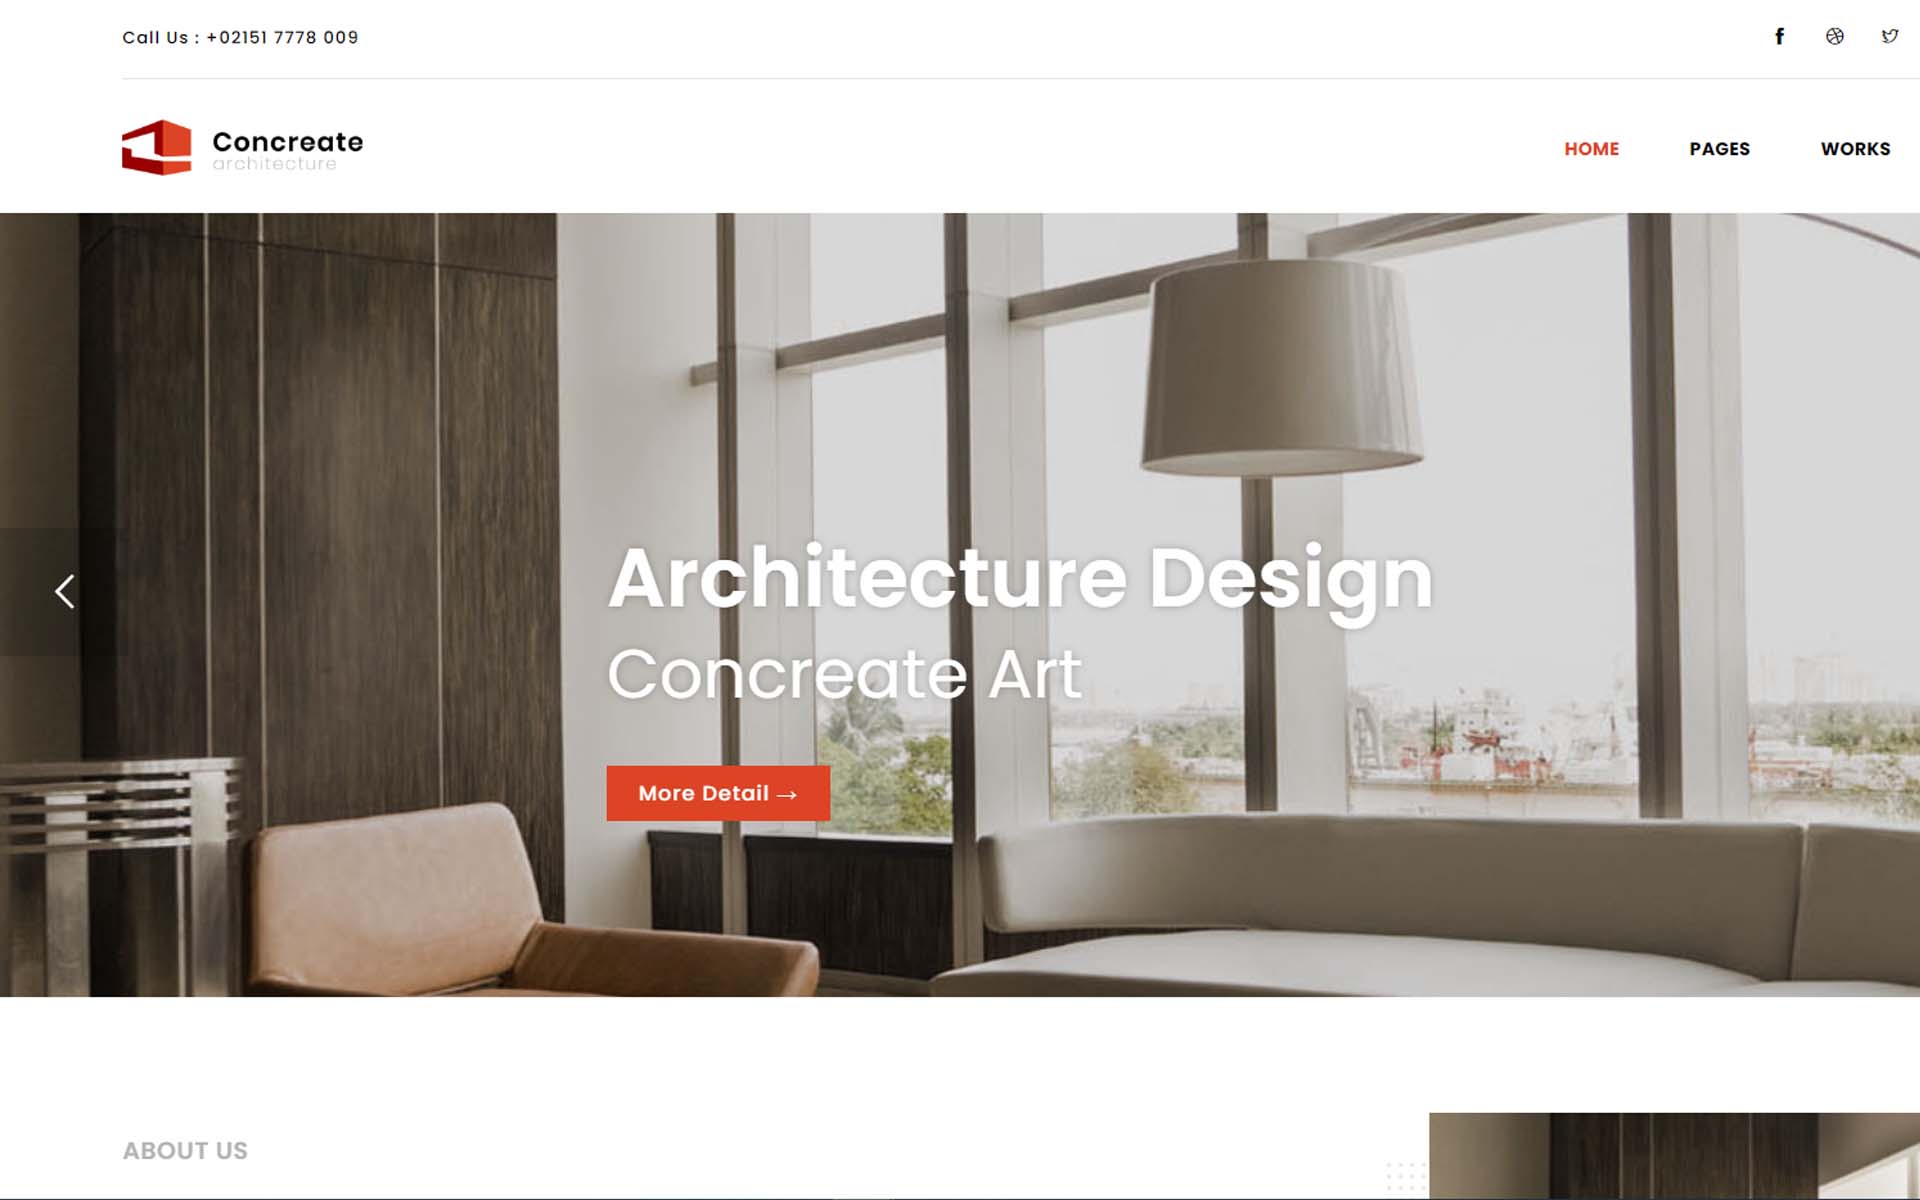 Call Us : +02151 7778 009
Concreate
architecture
HOME PAGES WORKS
Architecture Design
Concreate Art
More Detail →
ABOUT US